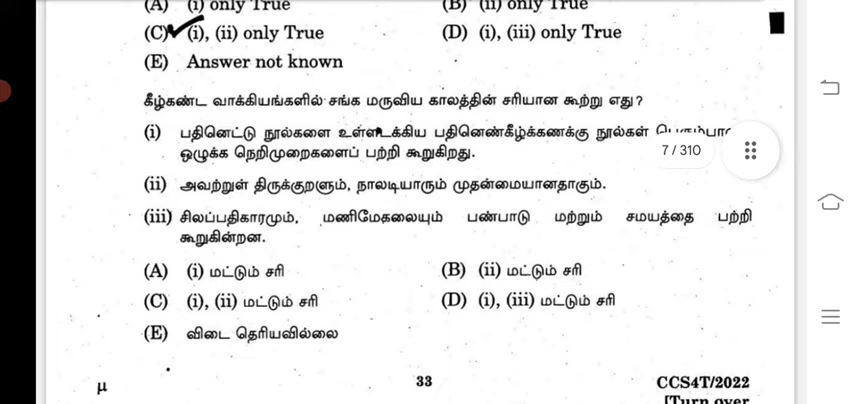 (A) (i) only True (B) (ii) only True
(C) (i), (ii) only True (D) (i), (iii) only True
(E) Answer not known
கீழ்கண்ட வாக்கியங்களில் சங்க மருவிய காலத்தின் சரியான கூற்று எது?
(i) பதினெட்டு நூல்களை உள்ளடக்கிய பதினெண்கீழ்க்கணக்கு நூல்கள்
ஒழுக்க நெறிமுறைகளைப் பற்றி கூறுகிறது.
7 / 310
(ii) அவற்றுள் திருக்குறளும், நாலடியாரும் முதன்மையானதாகும்.
(iii) சிலப்பதிகாரமும், மணிமேகலையும் பண்பாடு மற்றும் சமயத்தை பற்றி
கூறுகின்றன.
(A) (i) மட்டும் சரி (B) (ii) மட்டும் சரி
(C) (i), (ii) மட்டும் சரி (D) (i), (iii) மட்டும் சரி
(E) விடை தெரியவில்லை
μ 33 CCS4T/2022
[Turn over